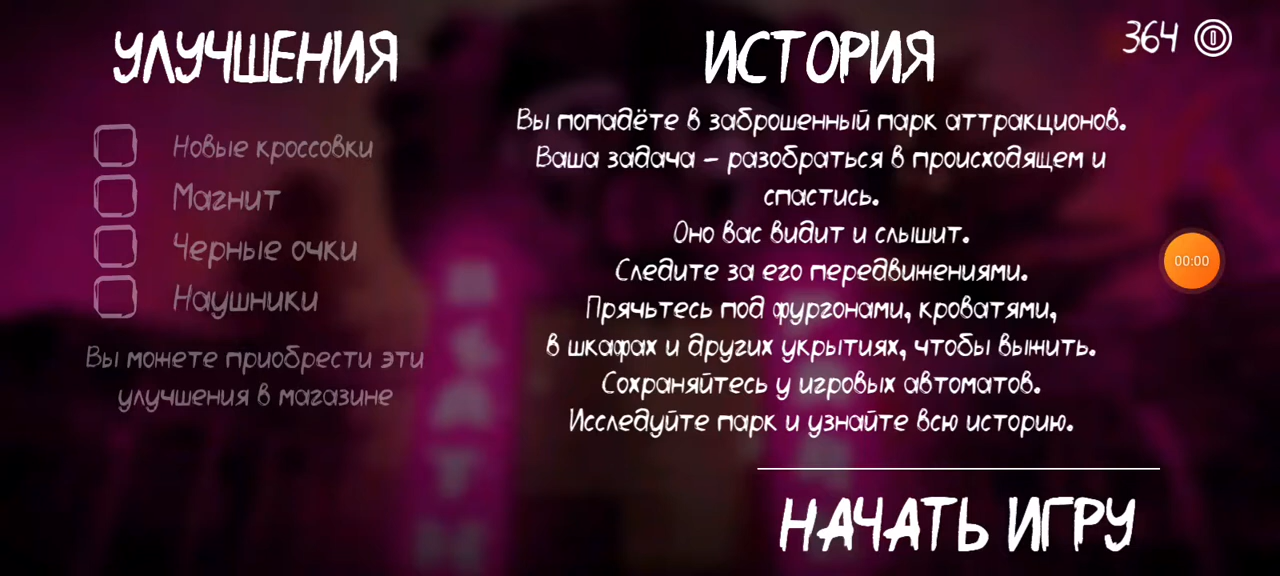 УЛУЧШЕНИЯ
Новые кроссовки
Магнит
Черные очки
Наушники
Вы можете приобрести эти
улучшения в магазине
ИСТОРИЯ
Вы попадёте в заброшенный парк аттракционов.
Ваша задача – разобраться в происходящем и
спастись.
Оно вас видит и слышит.
Следите за его передвижениями.
Прячьтесь под фургонами, кроватями,
в шкафах и других укрытиях, чтобы выжить.
Сохраняйтесь у игровых автоматов.
Исследуйте парк и узнайте всю историю.
НАЧАТЬ ИГРУ
364
00:00